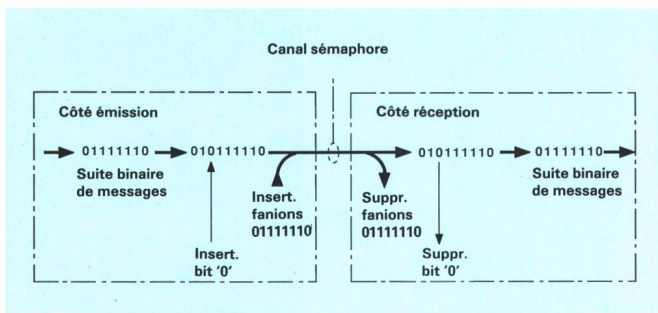 Canal sémaphore
Côté émission
Côté réception
01111110
010111110
010111110
01111110
Suite binaire
de messages
Suite binaire
de messages
Insert.
fanions
01111110
Suppr.
fanions
01111110
Insert.
bit '0'
Suppr.
bit '0'